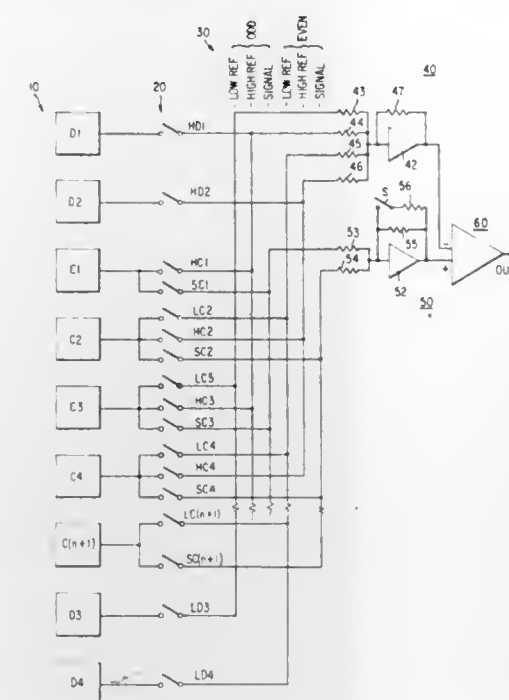 30
ODD
EVEN
LOW REF
HIGH REF
SIGNAL
LOW REF
HIGH REF
SIGNAL
40
10
20
43
47
44
45
42
46
D1
HD1
D2
HD2
S
56
55
53
54
52
60
-
+
OU
50
C1
HC1
SC1
C2
LC2
HC2
SC2
C3
LC3
HC3
SC3
C4
LC4
HC4
SC4
C(n+1)
LC(n+1)
SC(n+1)
D3
LD3
D4
LD4